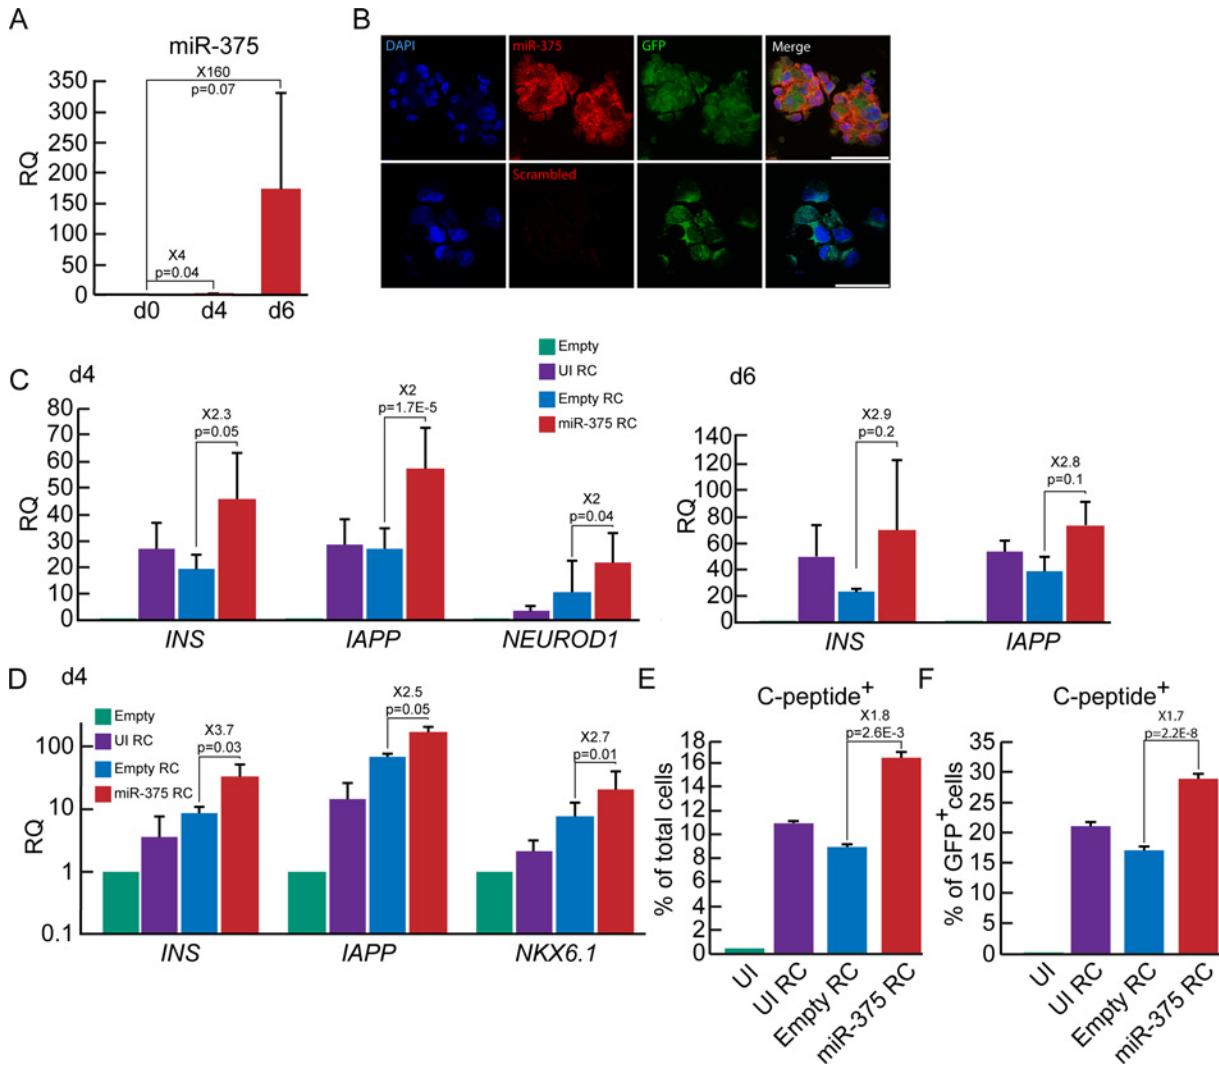 A
miR-375
RQ
350
300
250
200
150
100
50
0
X160
p=0.07
X4
p=0.04
d0 d4 d6
B
DAPI miR-375 GFP Merge
Scrambled
C
d4
RQ
80
70
60
50
40
30
20
10
0
X2.3
p=0.05
X2
p=1.7E-5
X2
p=0.04
INS IAPP NEUROD1
Empty
UI RC
Empty RC
miR-375 RC
d6
RQ
140
120
100
80
60
40
20
0
X2.9
p=0.2
X2.8
p=0.1
INS IAPP
D
d4
RQ
100
10
1
0.1
Empty
UI RC
Empty RC
miR-375 RC
X3.7
p=0.03
X2.5
p=0.05
X2.7
p=0.01
INS IAPP NKX6.1
E
C-peptide+
% of total cells
18
16
14
12
10
8
6
4
2
0
X1.8
p=2.6E-3
UI UI RC Empty RC miR-375 RC
F
C-peptide+
% of GFP+cells
35
30
25
20
15
10
5
0
X1.7
p=2.2E-8
UI UI RC Empty RC miR-375 RC